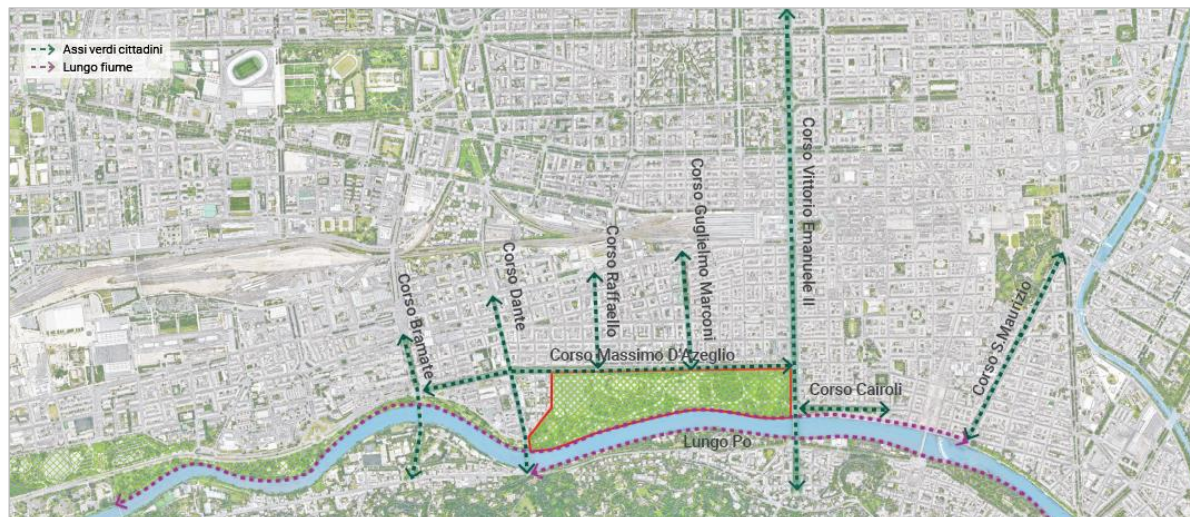 Assi verdi cittadini
Lungo fiume
Corso Vittorio Emanuele II
Corso Guglielmo Marconi
Corso Raffaello
Corso Dante
Corso Bramate
Corso S.Maurizio
Corso Massimo D'Azeglio
Corso Cairoli
Lungo Po